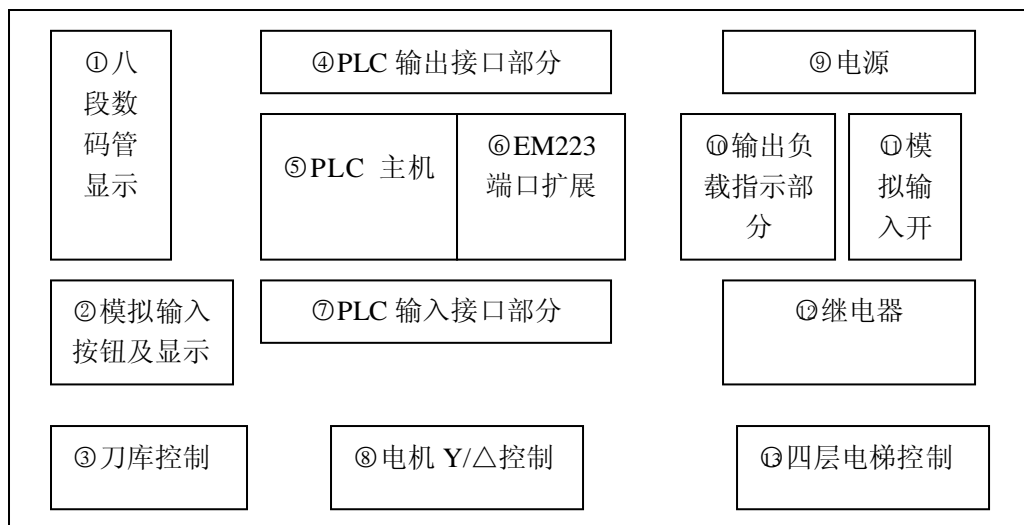 ①八
段数
码管
显示
②模拟输入
按钮及显示
③刀库控制
④PLC 输出接口部分
⑤PLC 主机
⑥EM223
端口扩展
⑦PLC 输入接口部分
⑧电机 Y/△控制
⑨电源
⑩输出负
载指示部
分
⑪模
拟输
入开
⑫继电器
⑬四层电梯控制